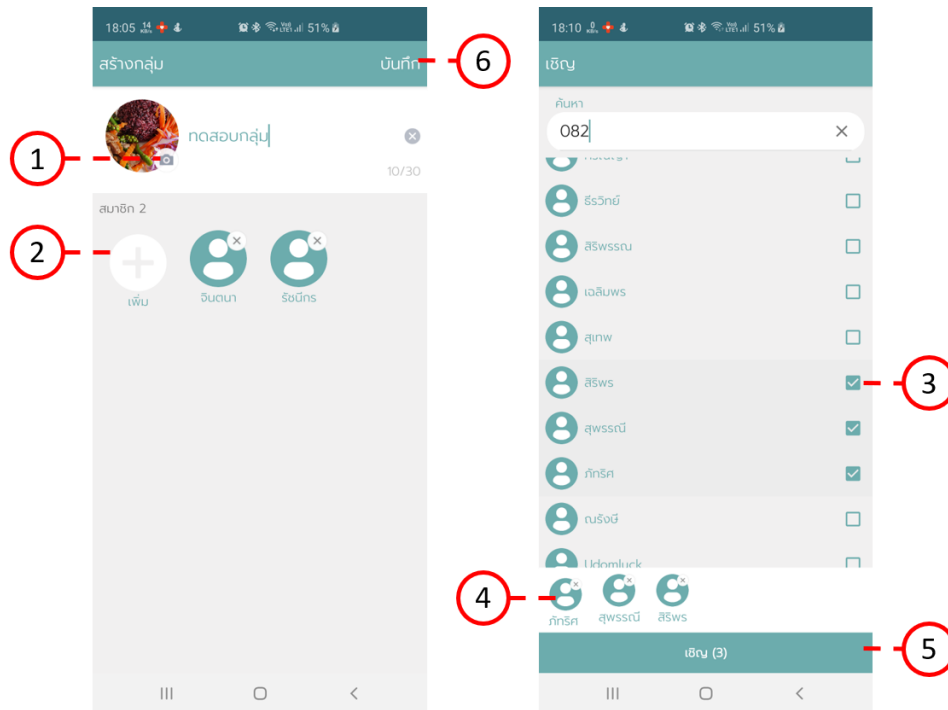 18:05 14 KB/s 51%
สร้างกลุ่ม บันทึก
6
ทดสอบกลุ่ม
10/30
1
สมาชิก 2
2
เพิ่ม จินตนา รัชนีกร
18:10 0 KB/s 51%
เชิญ
ค้นหา
082
ธีรวิทย์
สิริพรรณ
เฉลิมพร
สุเทพ
สิริพร
3
สุพรรณี
ภัทริศ
ณรังษี
Udomluck
4
ภัทริศ สุพรรณี สิริพร
เชิญ (3)
5